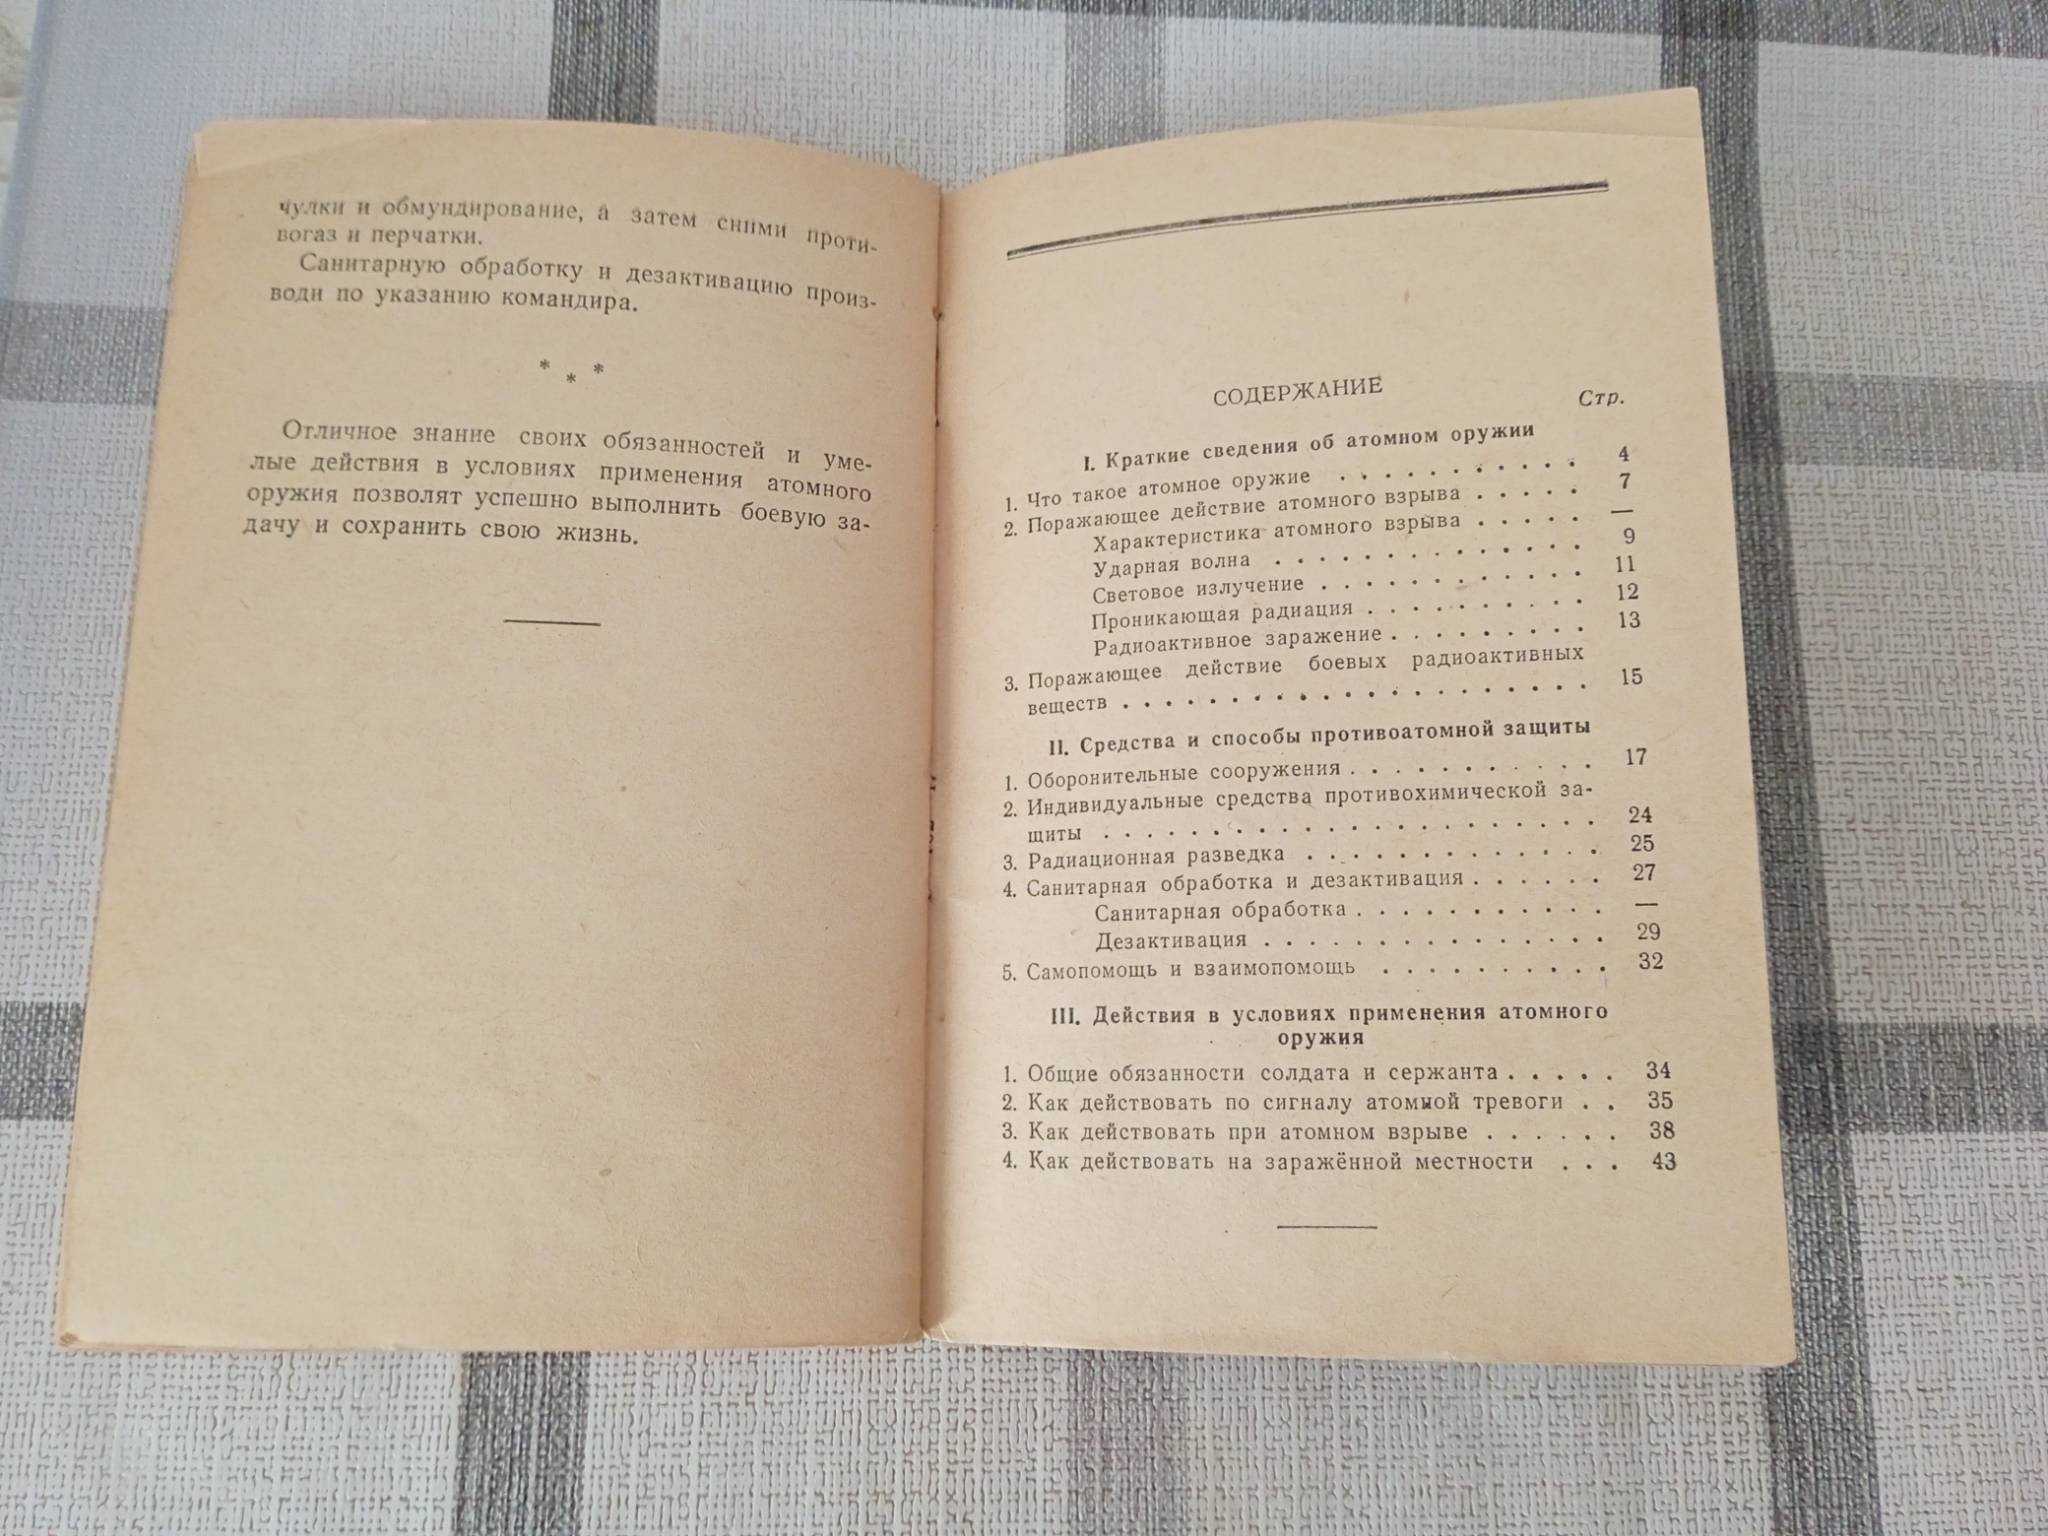 чулки и обмундирование, а затем сними проти-
вогаз и перчатки.
Санитарную обработку и дезактивацию произ-
води по указанию командира.
* * *
Отличное знание своих обязанностей и уме-
лые действия в условиях применения атомного
оружия позволят успешно выполнить боевую за-
дачу и сохранить свою жизнь.
СОДЕРЖАНИЕ
Стр.
I. Краткие сведения об атомном оружии
1. Что такое атомное оружие . . . . . . . . . 4
2. Поражающее действие атомного взрыва . . . . . 7
Характеристика атомного взрыва . . . . . —
Ударная волна . . . . . . . . . . . . 9
Световое излучение . . . . . . . . . . . 11
Проникающая радиация . . . . . . . . . 12
Радиоактивное заражение . . . . . . . . 13
3. Поражающее действие боевых радиоактивных
веществ . . . . . . . . . . . . . . . . . 15
II. Средства и способы противоатомной защиты
1. Оборонительные сооружения . . . . . . . . . . 17
2. Индивидуальные средства противохимической за-
щиты . . . . . . . . . . . . . . . . . . . 24
3. Радиационная разведка . . . . . . . . . . . . 25
4. Санитарная обработка и дезактивация . . . . . . 27
Санитарная обработка . . . . . . . . . . . —
Дезактивация . . . . . . . . . . . . . . . 29
5. Самопомощь и взаимопомощь . . . . . . . . . . 32
III. Действия в условиях применения атомного
оружия
1. Общие обязанности солдата и сержанта . . . . . 34
2. Как действовать по сигналу атомной тревоги . . 35
3. Как действовать при атомном взрыве . . . . . . 38
4. Как действовать на заражённой местности . . . 43